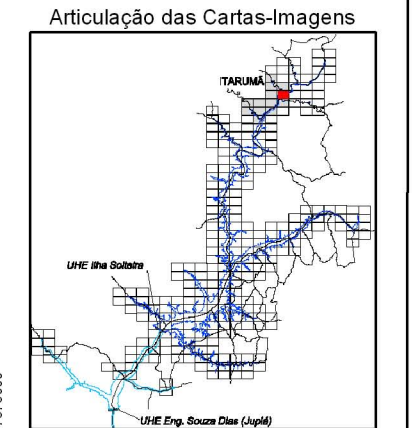 Articulação das Cartas-Imagens
ITARUMÃ
UHE Ilha Solteira
UHE Eng. Souza Dias (Jupiá)